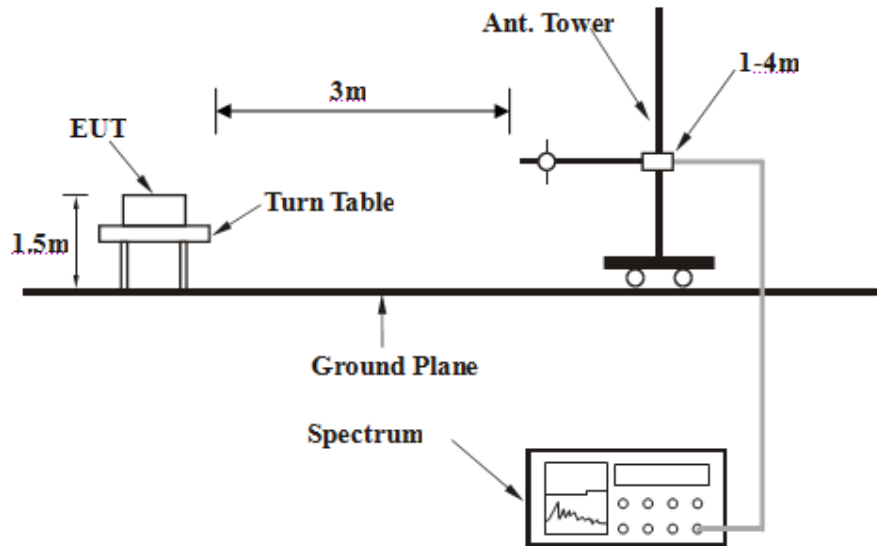 Ant. Tower
1-4m
3m
EUT
Turn Table
1.5m
Ground Plane
Spectrum